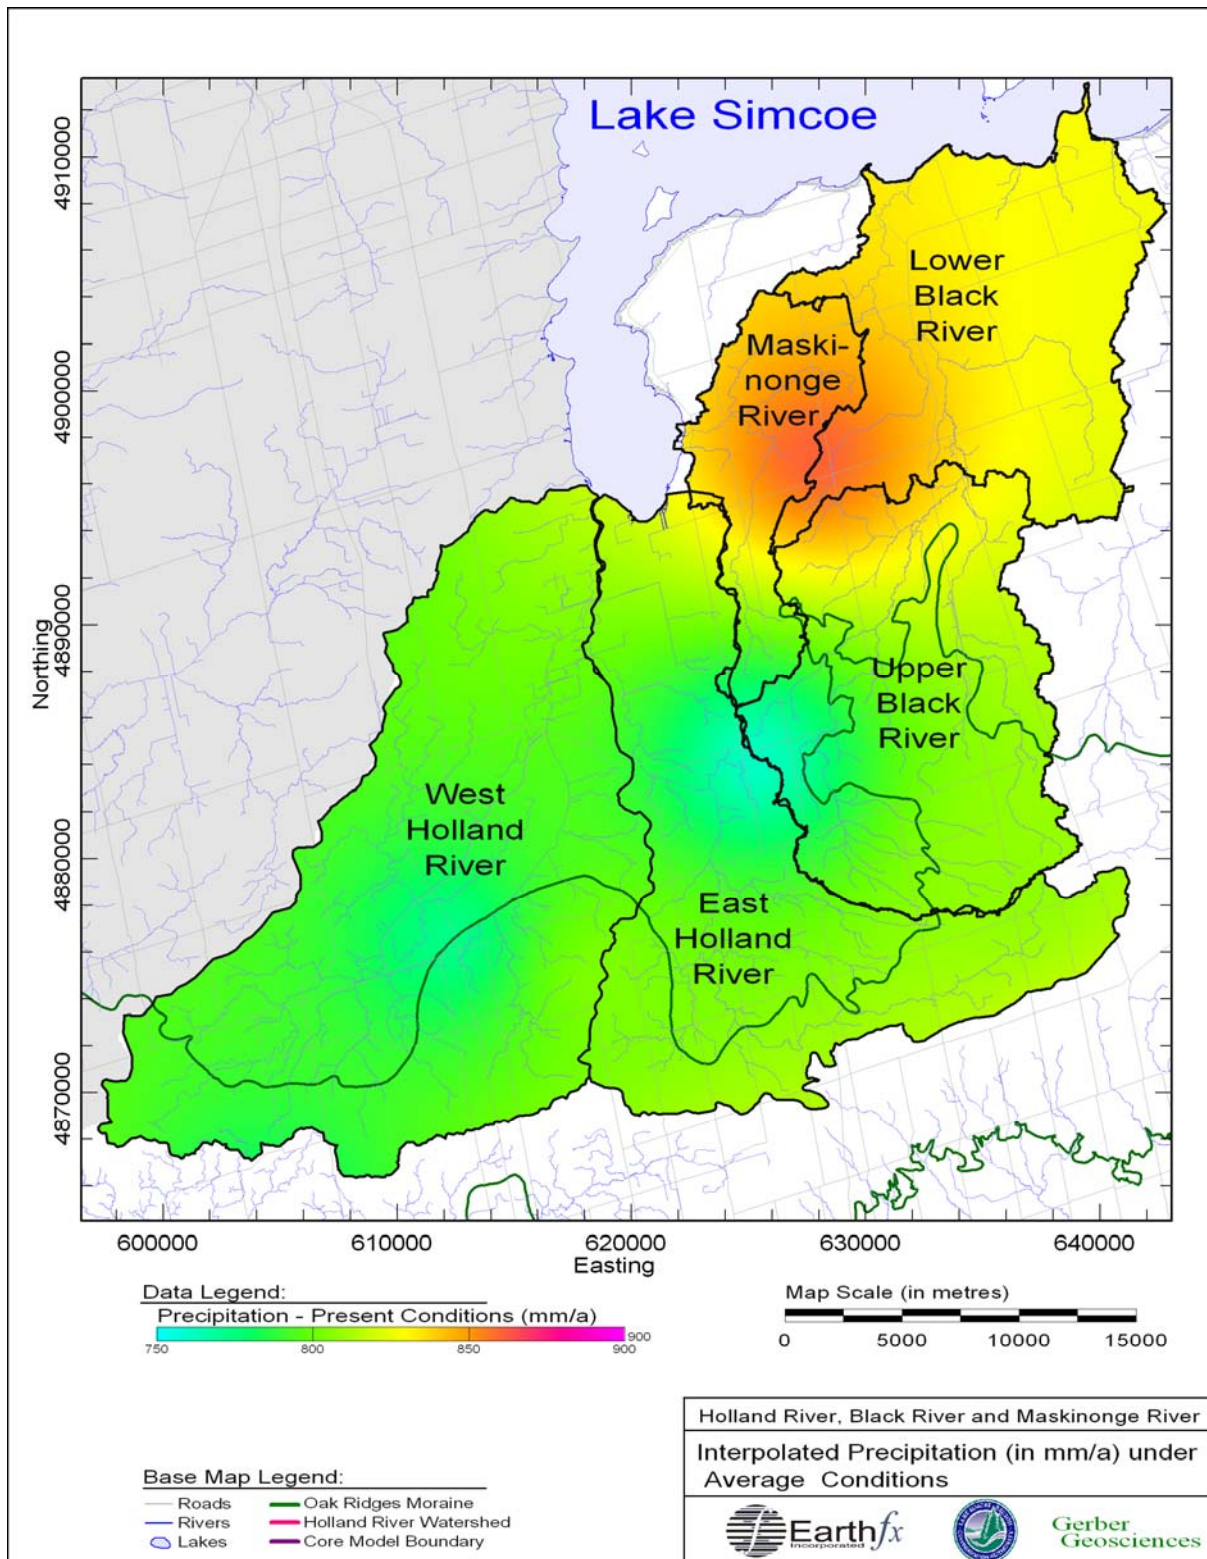 Lake Simcoe
4910000
Lower
Black
River
Maski-
nonge
River
4900000
Northing
4890000
Upper
Black
River
West
Holland
River
4880000
East
Holland
River
4870000
600000
610000
620000
630000
640000
Easting
Data Legend:
Precipitation - Present Conditions (mm/a)
900
750
800
850
900
Map Scale (in metres)
0
5000
10000
15000
Holland River, Black River and Maskinonge River
Interpolated Precipitation (in mm/a) under
Average Conditions
Base Map Legend:
Roads
Oak Ridges Moraine
Rivers
Holland River Watershed
Lakes
Core Model Boundary
Earthfx
Incorporated
Gerber
Geosciences